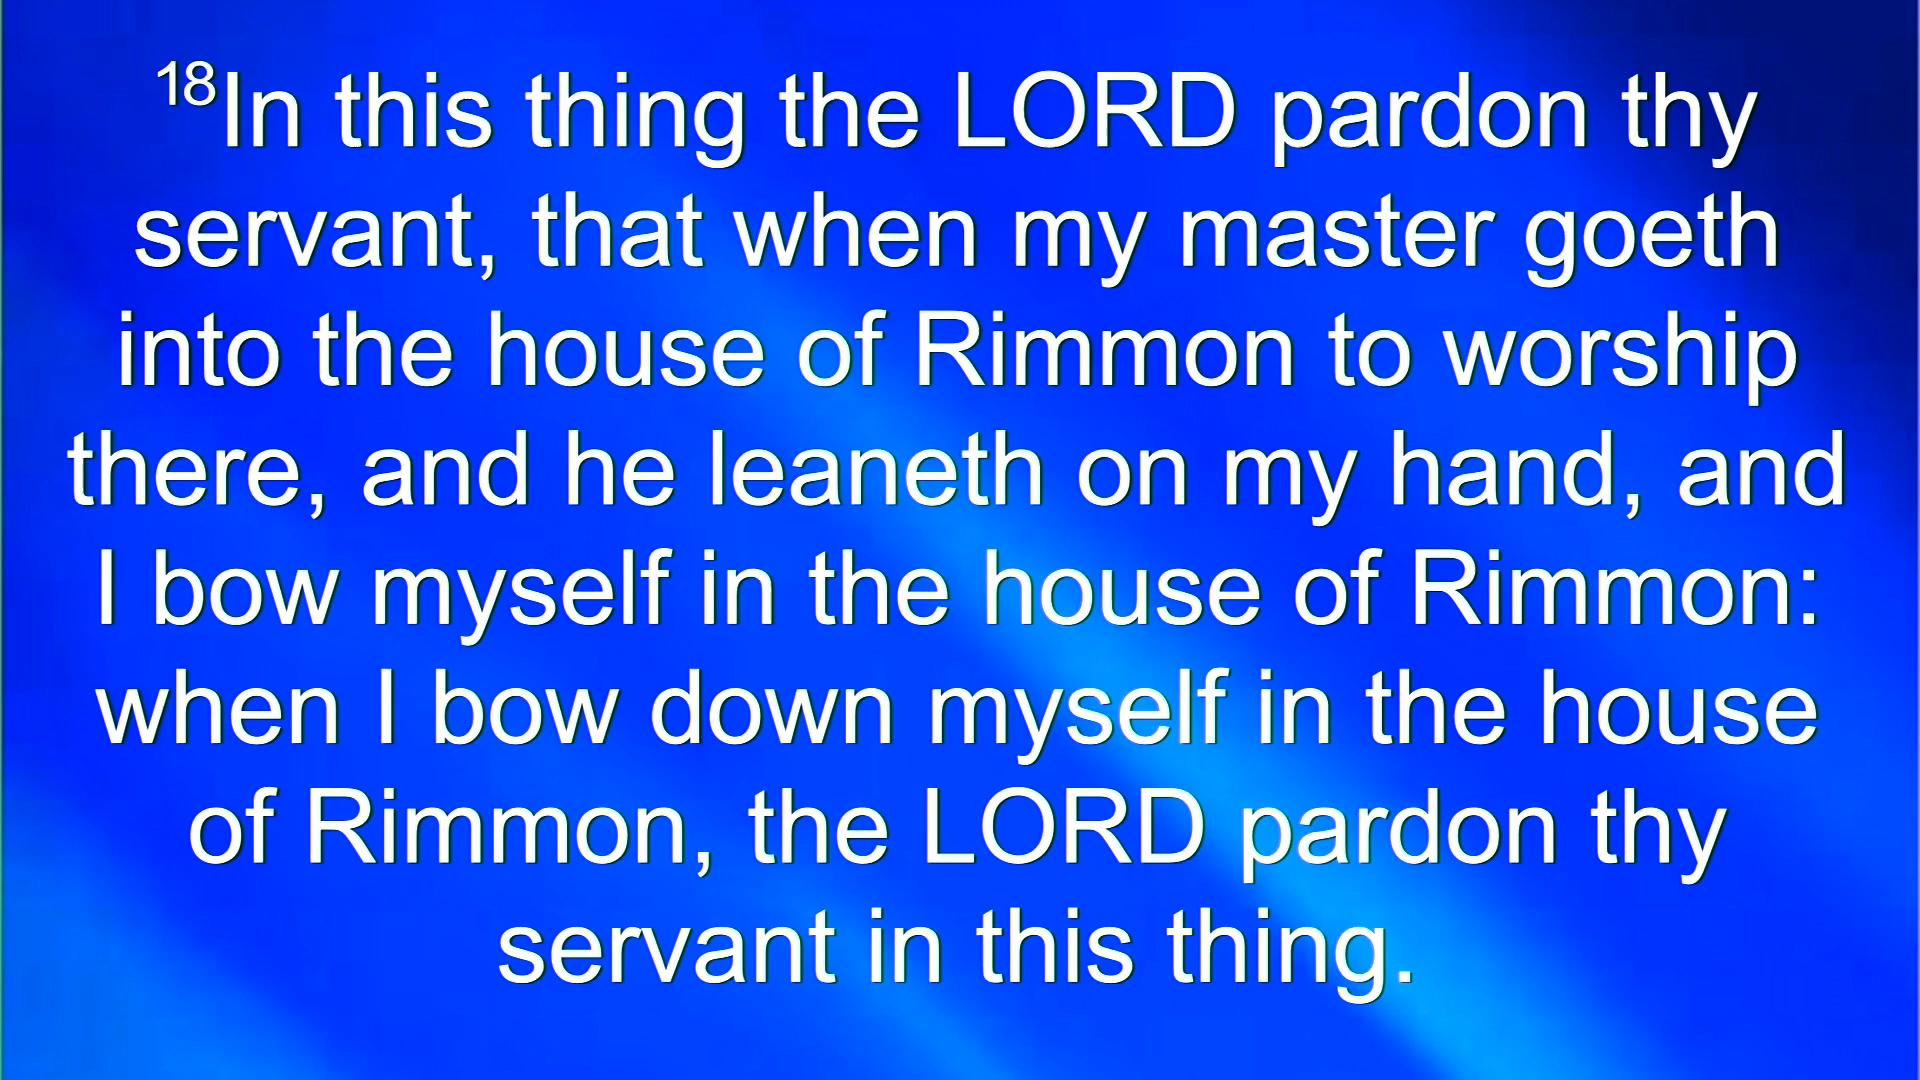 18In this thing the LORD pardon thy
servant, that when my master goeth
into the house of Rimmon to worship
there, and he leaneth on my hand, and
I bow myself in the house of Rimmon:
when I bow down myself in the house
of Rimmon, the LORD pardon thy
servant in this thing.